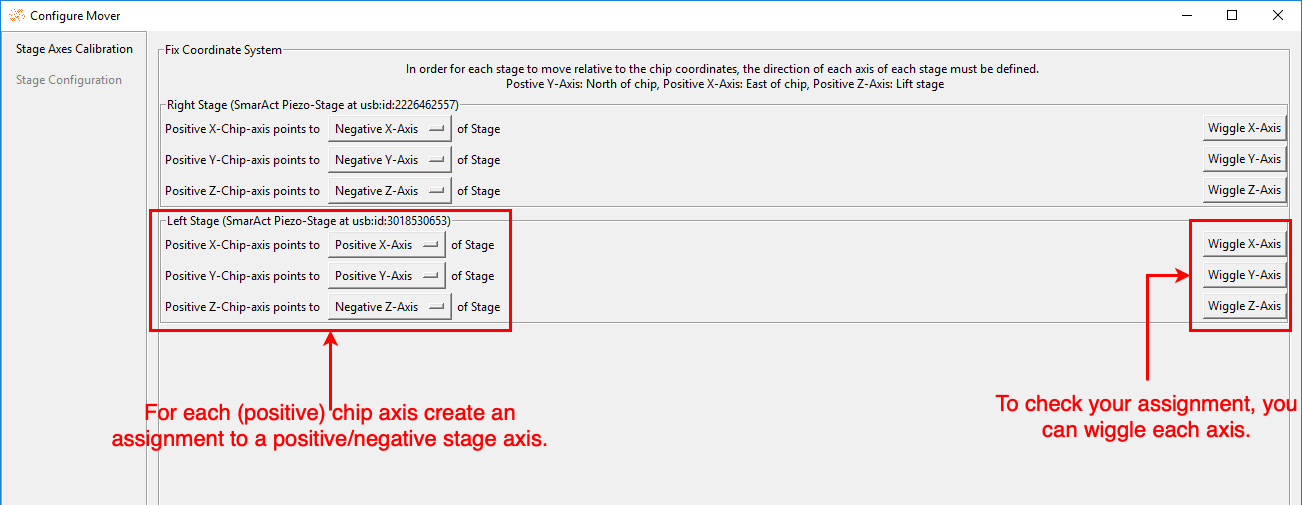 Configure Mover
Stage Axes Calibration
Stage Configuration
Fix Coordinate System
In order for each stage to move relative to the chip coordinates, the direction of each axis of each stage must be defined.
Postive Y-Axis: North of chip, Positive X-Axis: East of chip, Positive Z-Axis: Lift stage
Right Stage (SmarAct Piezo-Stage at usb:id:2226462557)
Positive X-Chip-axis points to Negative X-Axis of Stage Wiggle X-Axis
Positive Y-Chip-axis points to Negative Y-Axis of Stage Wiggle Y-Axis
Positive Z-Chip-axis points to Negative Z-Axis of Stage Wiggle Z-Axis
Left Stage (SmarAct Piezo-Stage at usb:id:3018530653)
Positive X-Chip-axis points to Positive X-Axis of Stage Wiggle X-Axis
Positive Y-Chip-axis points to Positive Y-Axis of Stage Wiggle Y-Axis
Positive Z-Chip-axis points to Negative Z-Axis of Stage Wiggle Z-Axis
For each (positive) chip axis create an
assignment to a positive/negative stage axis.
To check your assignment, you
can wiggle each axis.